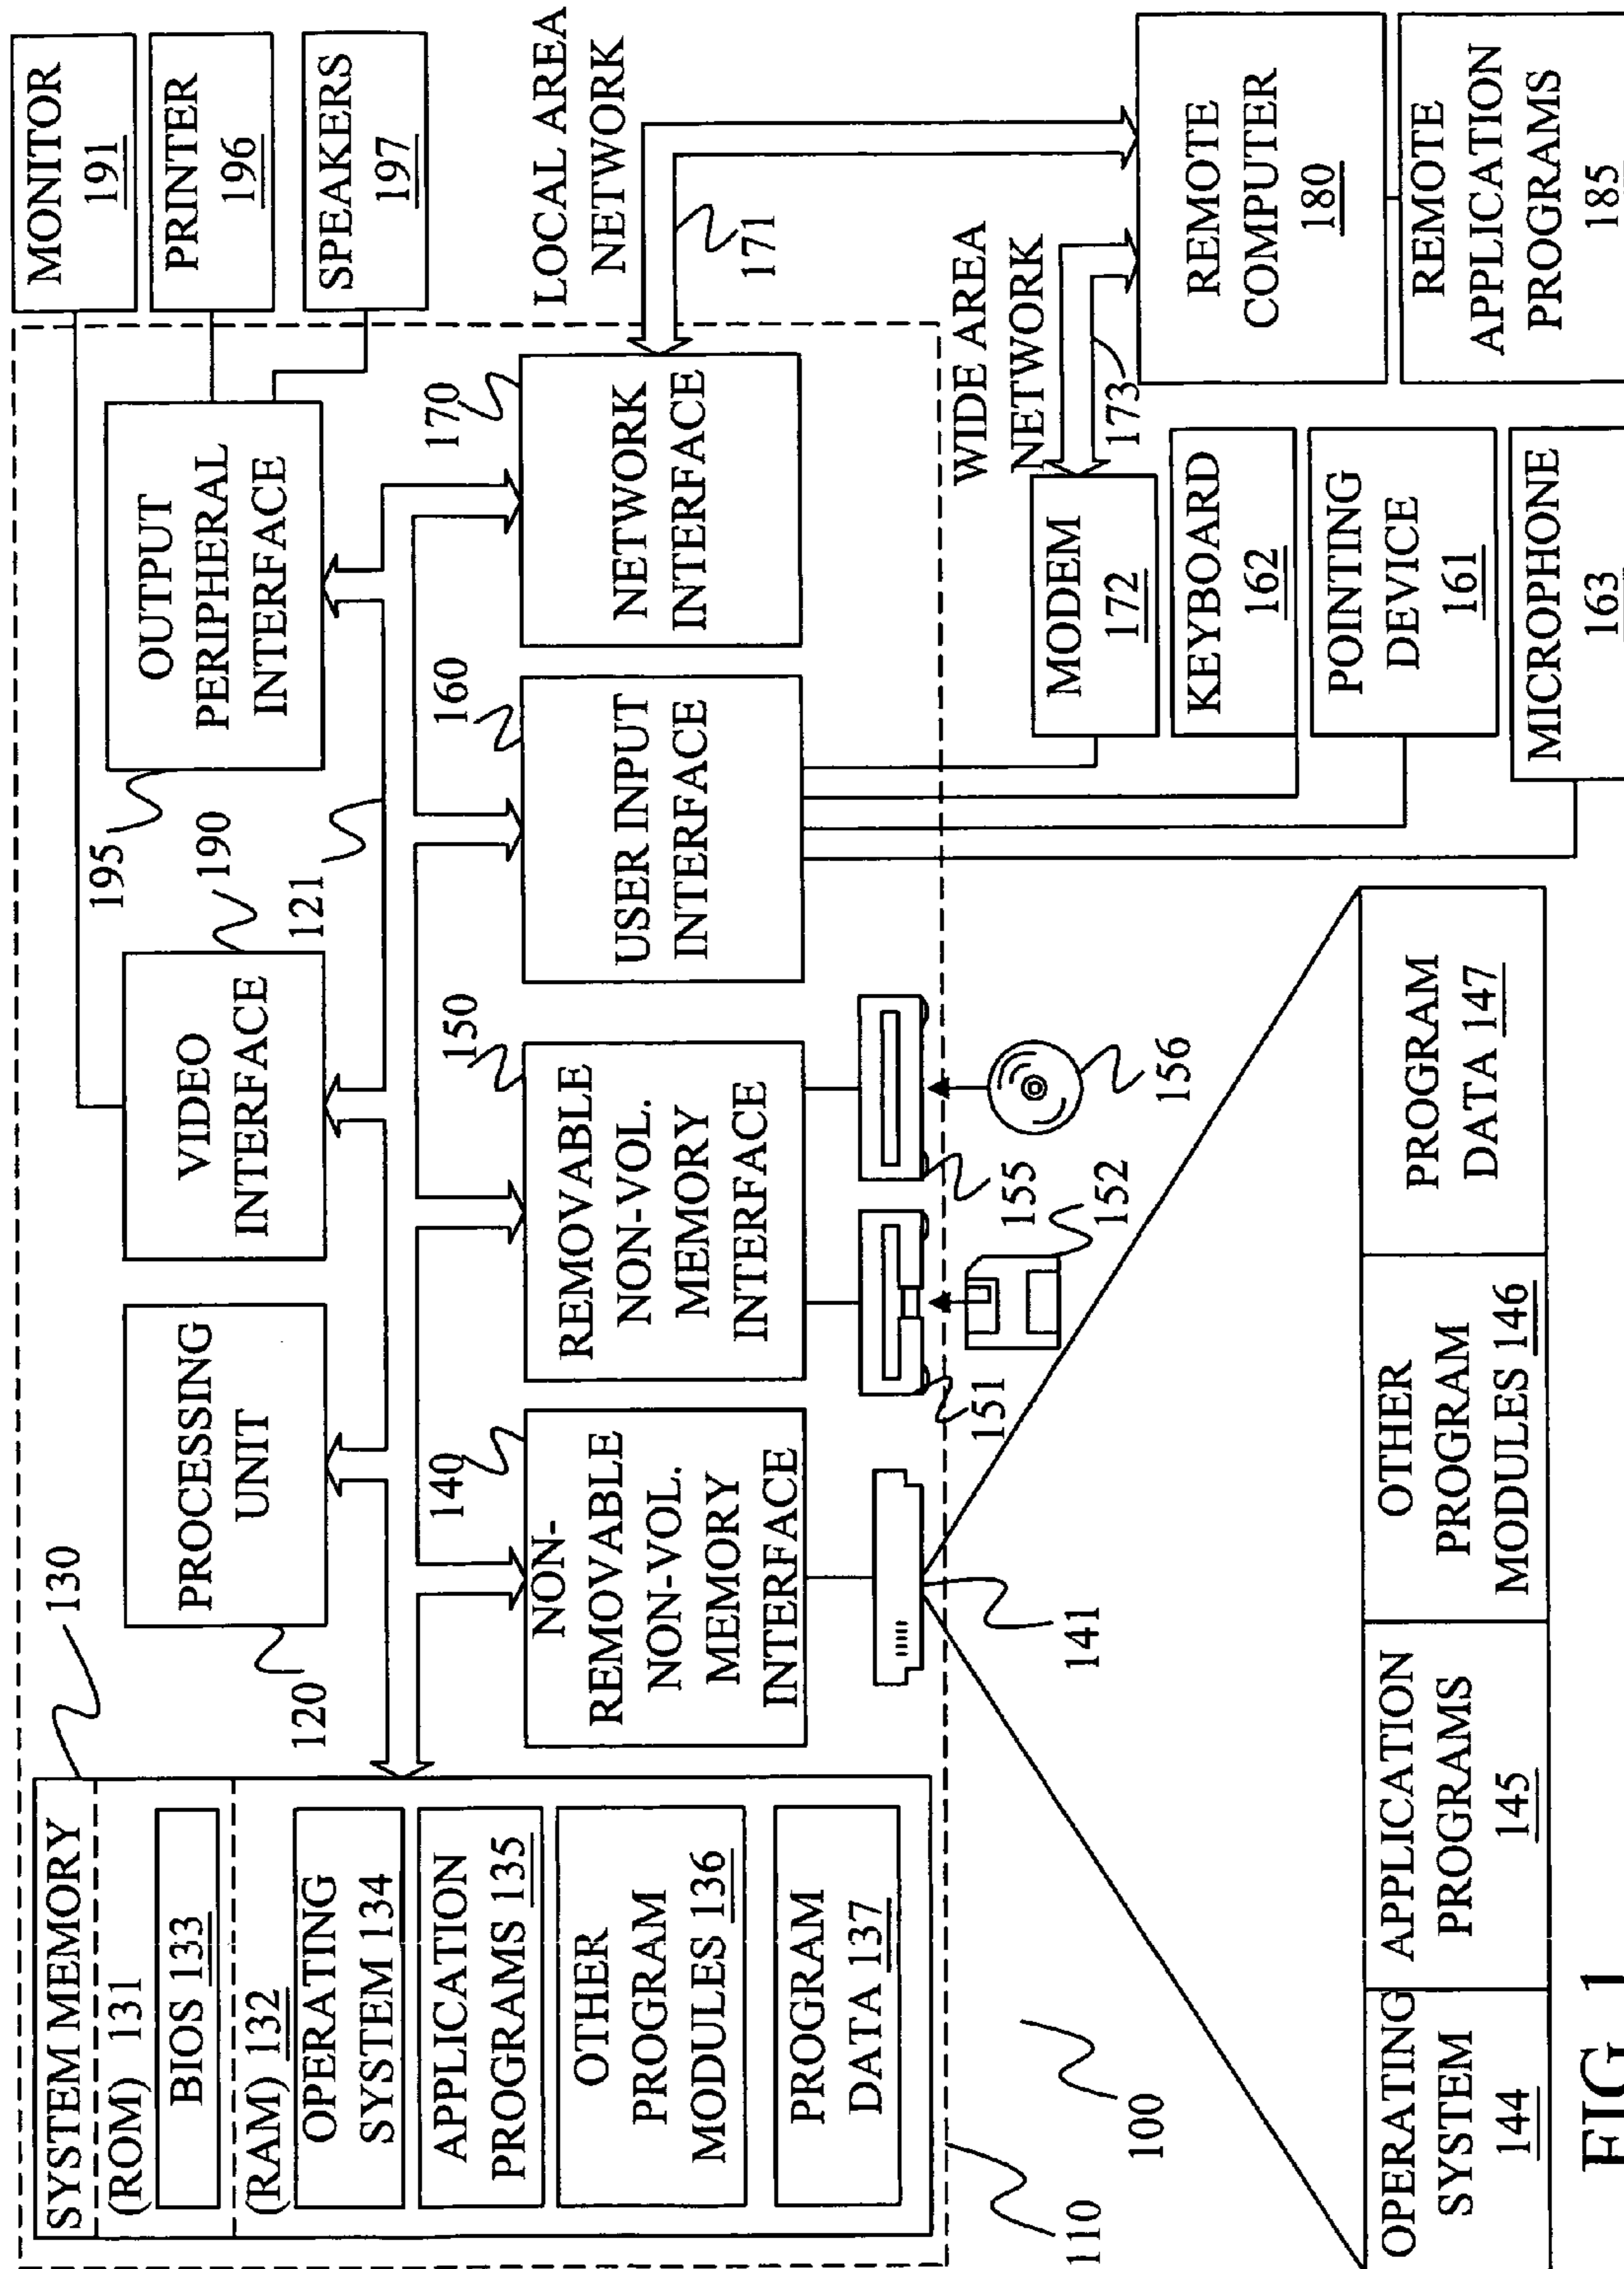 SYSTEM MEMORY
(ROM) 131
BIOS 133
(RAM) 132
OPERATING
SYSTEM 134
APPLICATION
PROGRAMS 135
OTHER
PROGRAM
MODULES 136
PROGRAM
DATA 137
130
120
PROCESSING
UNIT
VIDEO
INTERFACE
190
121
195
OUTPUT
PERIPHERAL
INTERFACE
MONITOR
191
PRINTER
196
SPEAKERS
197
140
NON-
REMOVABLE
NON-VOL.
MEMORY
INTERFACE
150
REMOVABLE
NON-VOL.
MEMORY
INTERFACE
160
USER INPUT
INTERFACE
170
NETWORK
INTERFACE
LOCAL AREA
NETWORK
171
WIDE AREA
NETWORK
173
141
151
152
155
156
MODEM
172
KEYBOARD
162
POINTING
DEVICE
161
MICROPHONE
163
REMOTE
COMPUTER
180
REMOTE
APPLICATION
PROGRAMS
185
110
100
OPERATING
SYSTEM
144
APPLICATION
PROGRAMS
145
OTHER
PROGRAM
MODULES 146
PROGRAM
DATA 147
FIG. 1